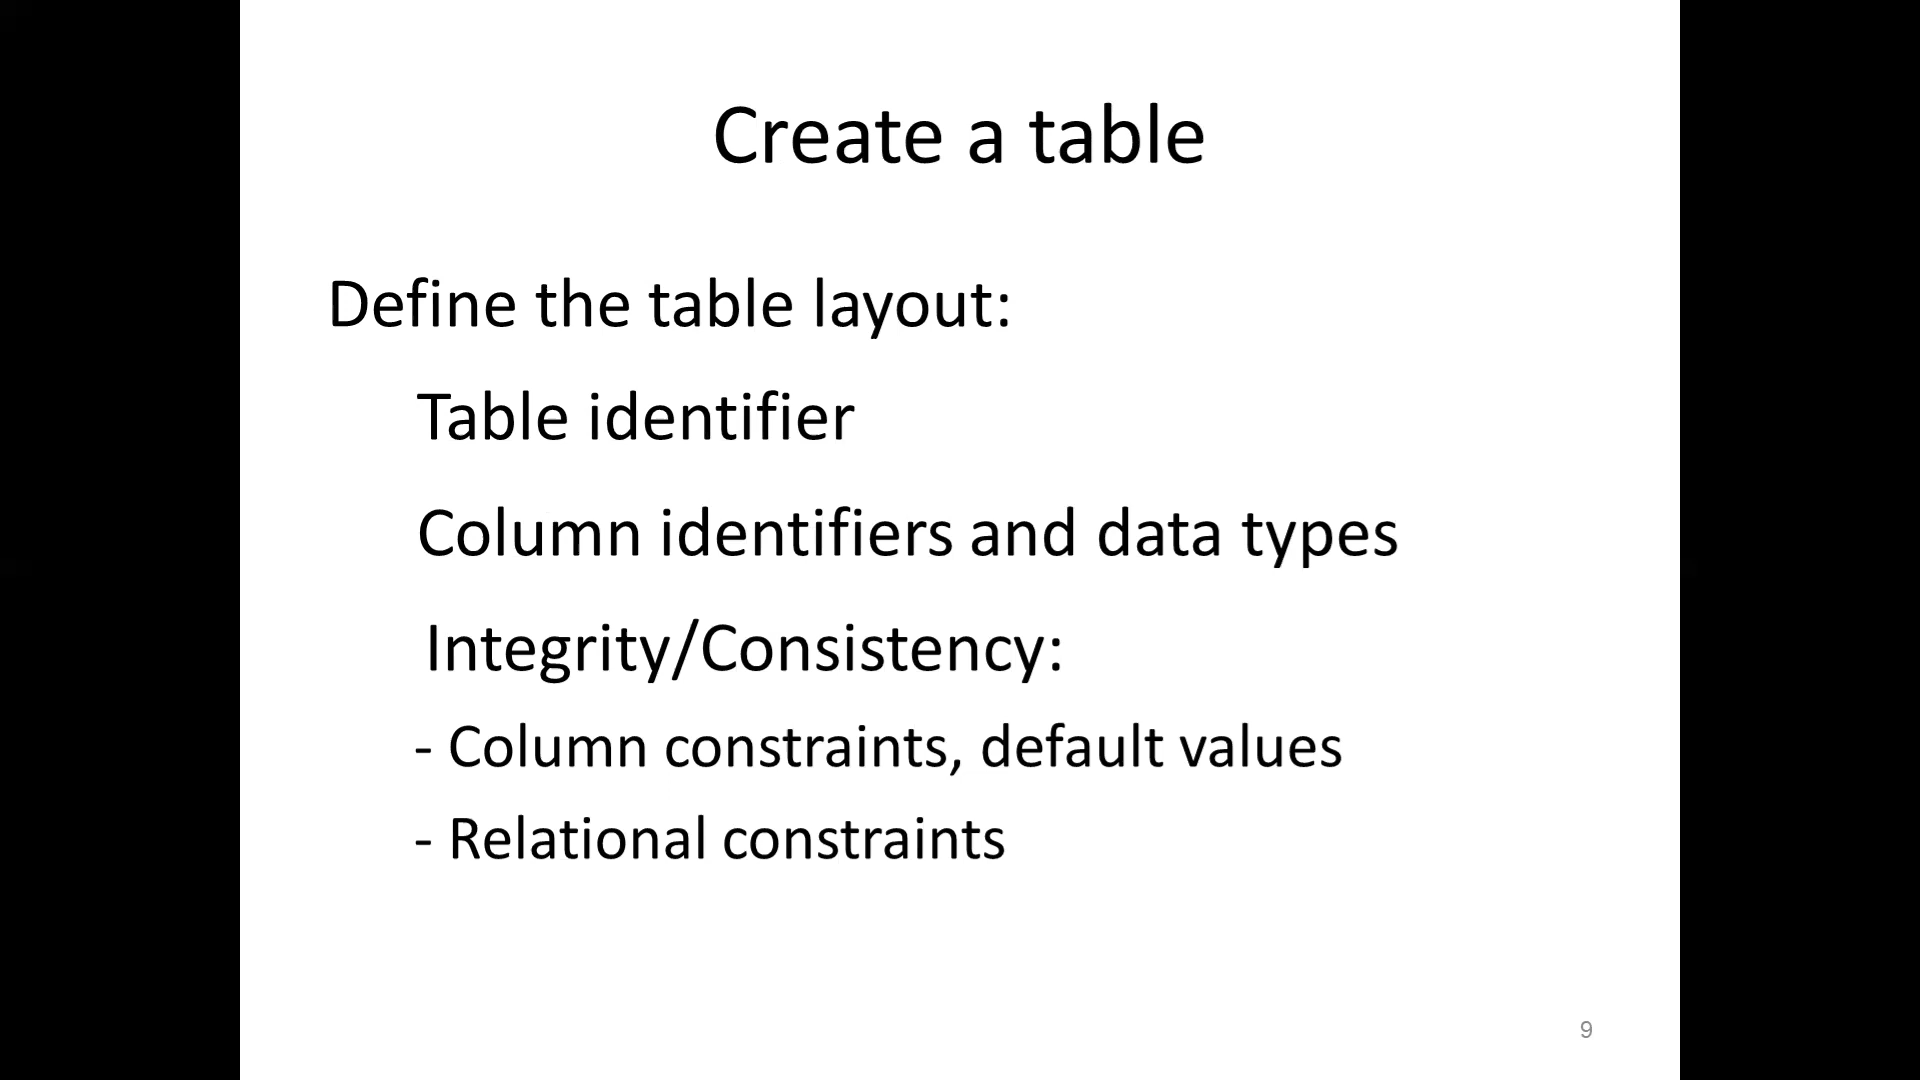 Create a table
Define the table layout:
Table identifier
Column identifiers and data types
Integrity/Consistency:
- Column constraints, default values
- Relational constraints
9